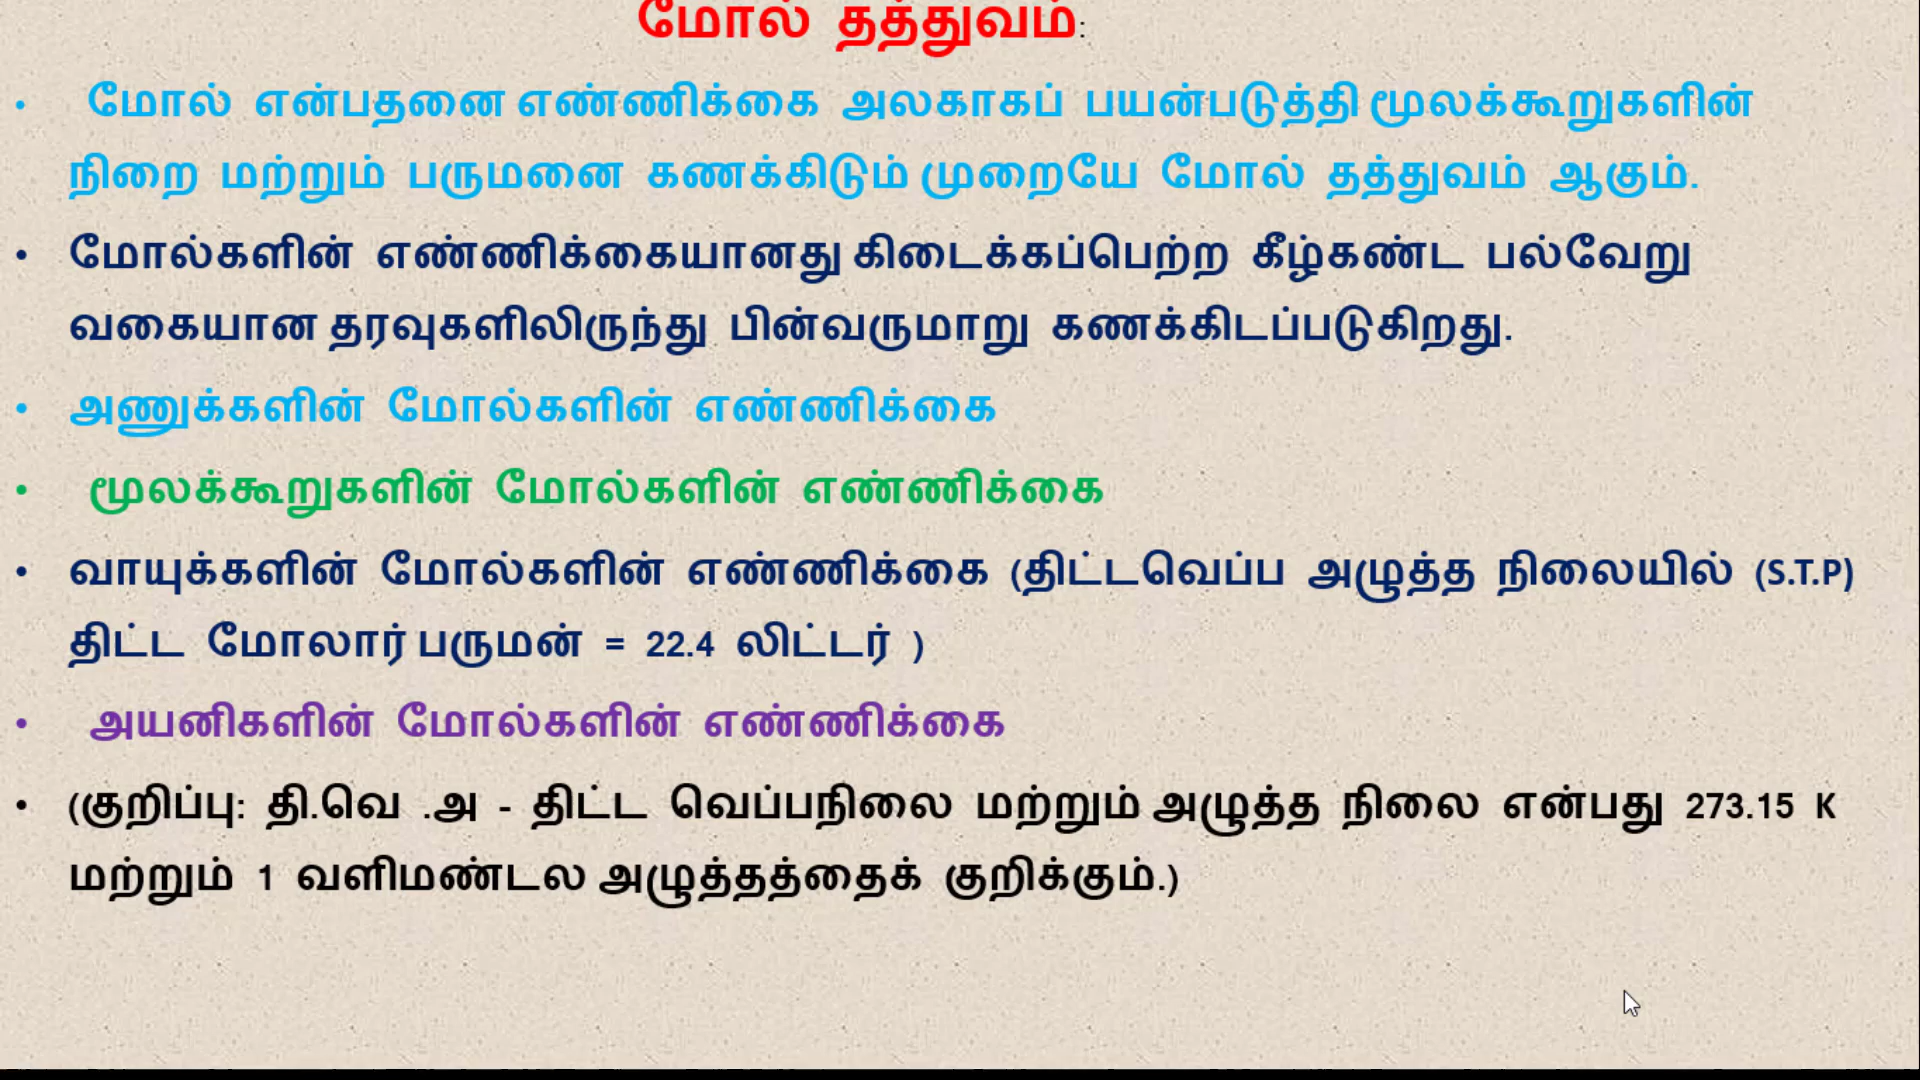 மோல் தத்துவம்:
• மோல் என்பதனை எண்ணிக்கை அலகாகப் பயன்படுத்தி மூலக்கூறுகளின்
நிறை மற்றும் பருமனை கணக்கிடும் முறையே மோல் தத்துவம் ஆகும்.
• மோல்களின் எண்ணிக்கையானது கிடைக்கப்பெற்ற கீழ்கண்ட பல்வேறு
வகையான தரவுகளிலிருந்து பின்வருமாறு கணக்கிடப்படுகிறது.
• அணுக்களின் மோல்களின் எண்ணிக்கை
• மூலக்கூறுகளின் மோல்களின் எண்ணிக்கை
• வாயுக்களின் மோல்களின் எண்ணிக்கை (திட்டவெப்ப அழுத்த நிலையில் (S.T.P)
திட்ட மோலார் பருமன் = 22.4 லிட்டர் )
• அயனிகளின் மோல்களின் எண்ணிக்கை
• (குறிப்பு: தி.வெ .அ - திட்ட வெப்பநிலை மற்றும் அழுத்த நிலை என்பது 273.15 K
மற்றும் 1 வளிமண்டல அழுத்தத்தைக் குறிக்கும்.)